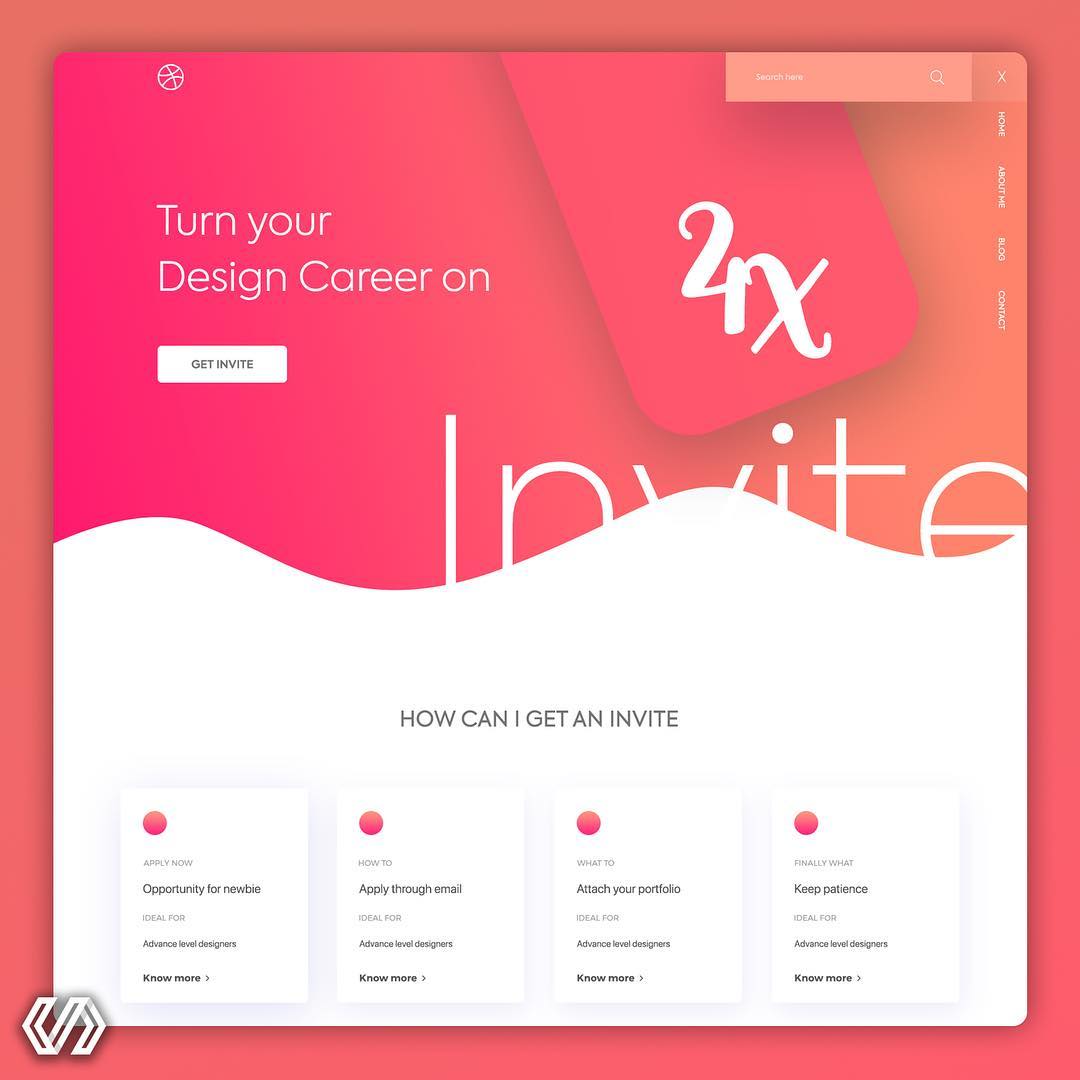 Search here
X
HOME
ABOUT ME
BLOG
CONTACT
Turn your
Design Career on
GET INVITE
2x
Invite
HOW CAN I GET AN INVITE
APPLY NOW
Opportunity for newbie
IDEAL FOR
Advance level designers
Know more >
HOW TO
Apply through email
IDEAL FOR
Advance level designers
Know more >
WHAT TO
Attach your portfolio
IDEAL FOR
Advance level designers
Know more >
FINALLY WHAT
Keep patience
IDEAL FOR
Advance level designers
Know more >